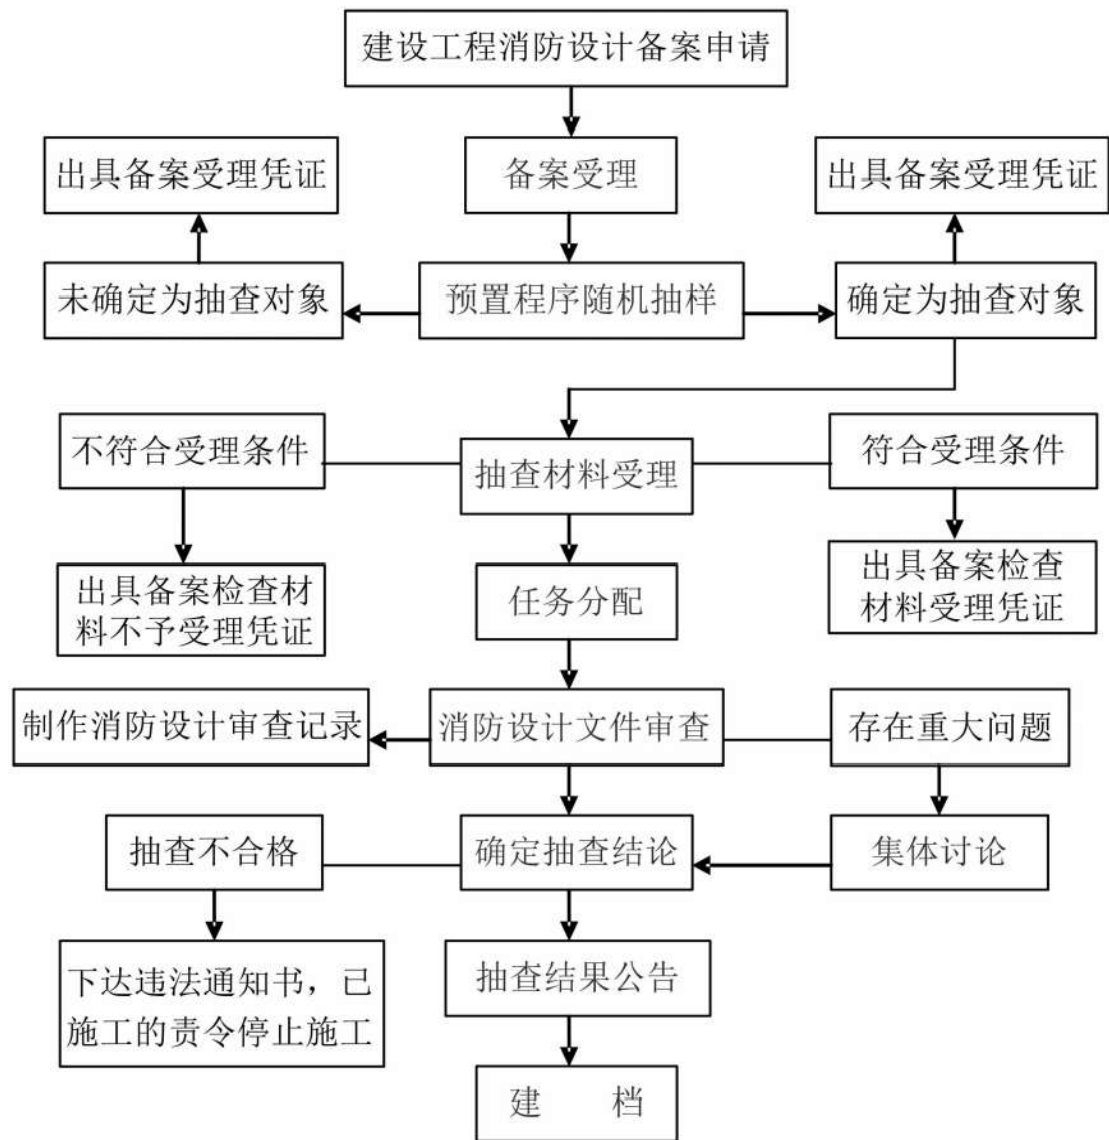 建设工程消防设计备案申请
出具备案受理凭证
备案受理
出具备案受理凭证
未确定为抽查对象
预置程序随机抽样
确定为抽查对象
不符合受理条件
抽查材料受理
符合受理条件
出具备案检查材
料不予受理凭证
任务分配
出具备案检查
材料受理凭证
制作消防设计审查记录
消防设计文件审查
存在重大问题
抽查不合格
确定抽查结论
集体讨论
下达违法通知书，已
施工的责令停止施工
抽查结果公告
建 档